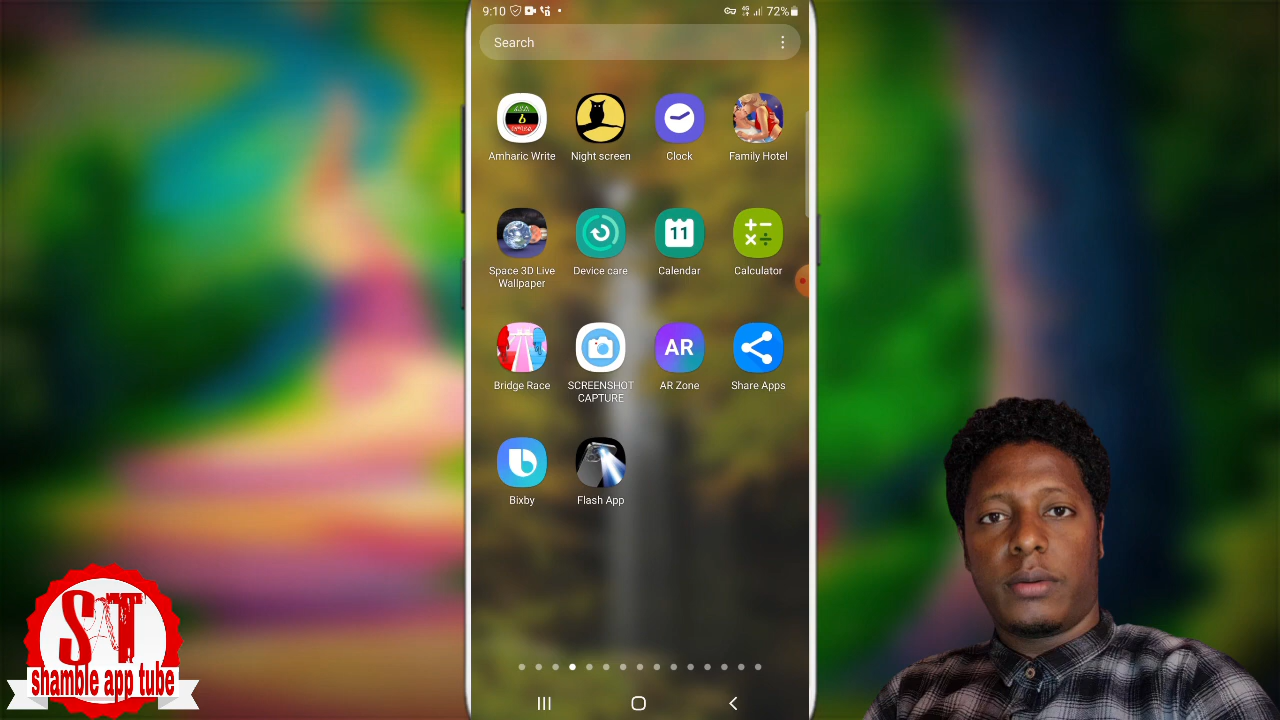 9:10
72%
Search
Amharic Write
Night screen
Clock
Family Hotel
Space 3D Live
Wallpaper
Device care
11
Calendar
Calculator
Bridge Race
SCREENSHOT
CAPTURE
AR
AR Zone
Share Apps
Bixby
Flash App
SAT
shamble app tube